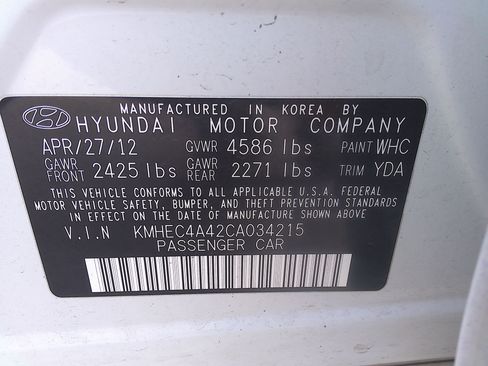 MANUFACTURED IN KOREA BY
HYUNDAI MOTOR COMPANY
APR/27/12 GVWR 4586 lbs PAINT WHC
GAWR FRONT 2425 lbs GAWR REAR 2271 lbs TRIM YDA
THIS VEHICLE CONFORMS TO ALL APPLICABLE U.S.A. FEDERAL
MOTOR VEHICLE SAFETY, BUMPER, AND THEFT PREVENTION STANDARDS
IN EFFECT ON THE DATE OF MANUFACTURE SHOWN ABOVE
V.I.N KMHEC4A42CA034215
PASSENGER CAR